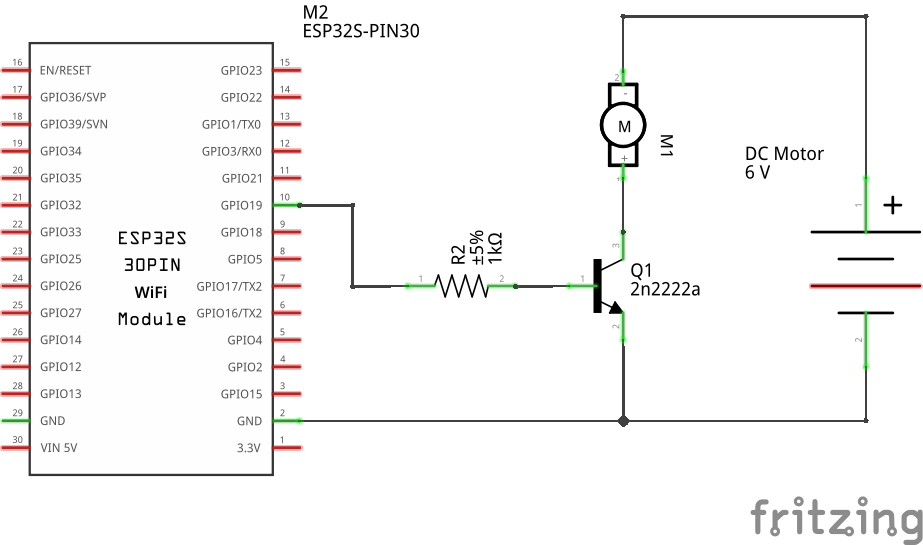 M2
ESP32S-PIN30
16 EN/RESET GPIO23 15
17 GPIO36/SVP GPIO22 14
18 GPIO39/SVN GPIO1/TX0 13
19 GPIO34 GPIO3/RX0 12
20 GPIO35 GPIO21 11
21 GPIO32 GPIO19 10
22 GPIO33 GPIO18 9
23 GPIO25 GPIO5 8
24 GPIO26 GPIO17/TX2 7
25 GPIO27 GPIO16/TX2 6
26 GPIO14 GPIO4 5
27 GPIO12 GPIO2 4
28 GPIO13 GPIO15 3
29 GND GND 2
30 VIN 5V 3.3V 1
ESP32S
30PIN
WiFi
Module
R2
±5%
1kΩ
1 2
2
-
M
+
1
M1
3
1
2
Q1
2n2222a
DC Motor
6 V
+
1
2
fritzing